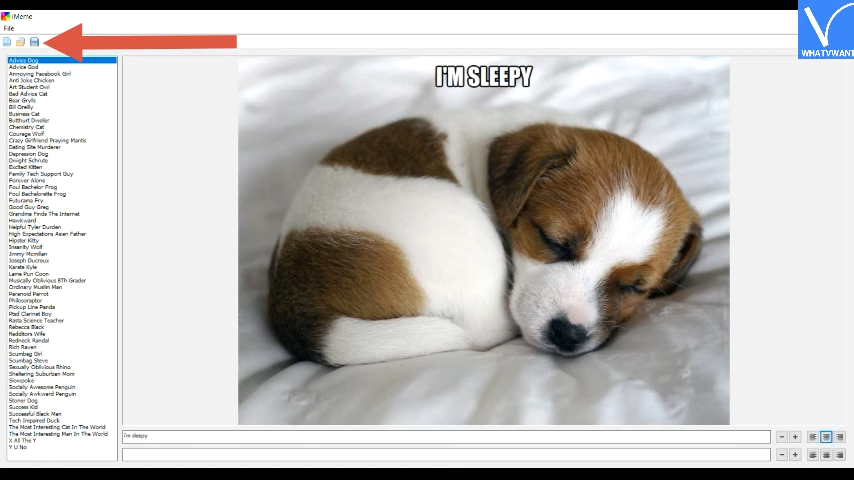 iMeme
File
WHATVWANT
Advice Dog
Advice God
Annoying Facebook Girl
Anti Joke Chicken
Art Student Owl
Bad Advice Cat
Bear Grylls
Bill Oreilly
Business Cat
Butthurt Dweller
Chemistry Cat
Courage Wolf
Crazy Girlfriend Praying Mantis
Dating Site Murderer
Depression Dog
Dwight Schrute
Excited Kitten
Family Tech Support Guy
Forever Alone
Foul Bachelor Frog
Foul Bachelorette Frog
Futurama Fry
Good Guy Greg
Grandma Finds The Internet
Hawkward
Helpful Tyler Durden
High Expectations Asian Father
Hipster Kitty
Insanity Wolf
Jimmy Mcmillan
Joseph Ducreux
Karate Kyle
Lame Pun Coon
Musically Oblivious 8Th Grader
Ordinary Muslim Man
Paranoid Parrot
Philosoraptor
Pickup Line Panda
Ptsd Clarinet Boy
Rasta Science Teacher
Rebecca Black
Redditors Wife
Redneck Randal
Rich Raven
Scumbag Girl
Scumbag Steve
Sexually Oblivious Rhino
Sheltering Suburban Mom
Slowpoke
Socially Awesome Penguin
Socially Awkward Penguin
Stoner Dog
Success Kid
Successful Black Man
Tech Impaired Duck
The Most Interesting Cat In The World
The Most Interesting Man In The World
X All The Y
Y U No
I'M SLEEPY
I'm sleepy